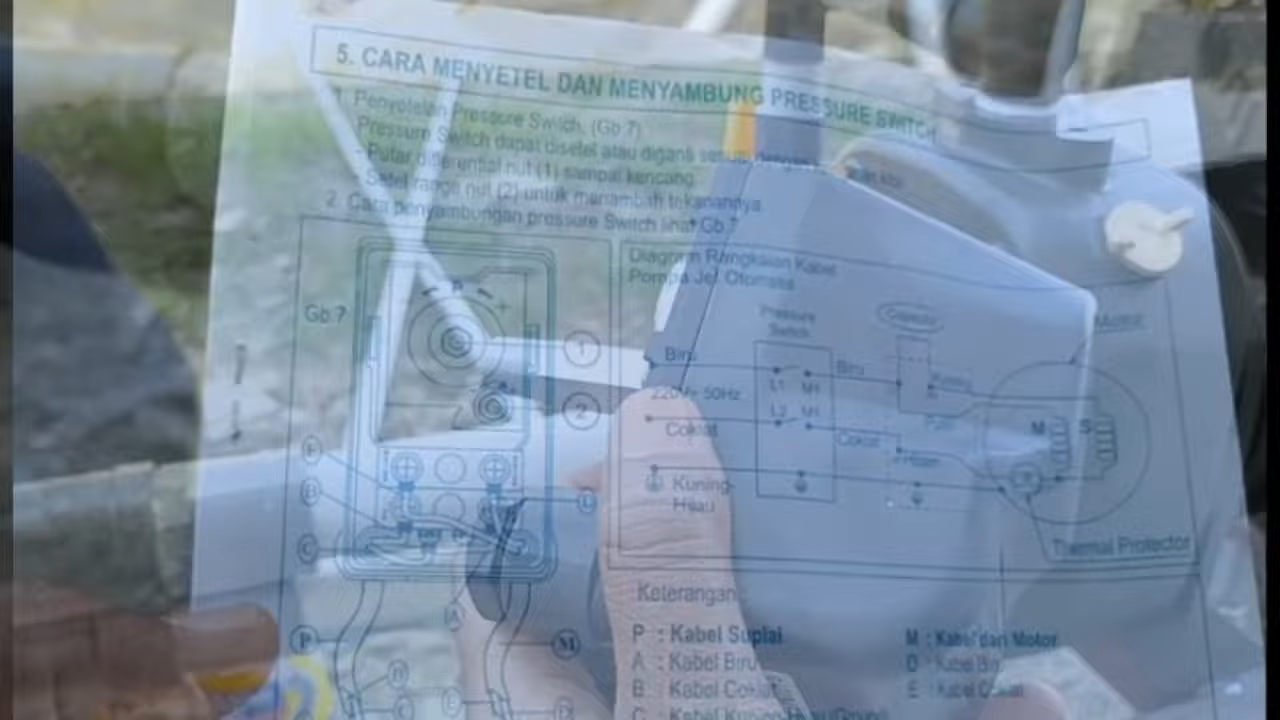 5. CARA MENYETEL DAN MENYAMBUNG PRESSURE SWITCH
1. Penyetelan Pressure Switch. (Gb 7)
Pressure Switch dapat disetel atau diganti
- Putar differential nut (1) sampai kencang
- Setel range nut (2) untuk menambah tekanannya
2. Cara penyambungan pressure Switch lihat Gb 7
Gb 7
+
1
2
E
B
C
D
A
P
M
D
C
E
D
Diagram Rangkaian Kabel
Pompa Jet Otomatis
Pressure
Switch
Capacitor
Motor
Biru
L1 M1
Biru
220V~ 50Hz
L2 M1
Coklat
Coklat
Hitam
M
S
Kuning-
Hijau
Thermal Protector
Keterangan :
P : Kabel Suplai
M : Kabel dari Motor
A : Kabel Biru
D : Kabel Biru
B : Kabel Coklat
E : Kabel Coklat
C : Kabel Kuning-Hijau/Ground